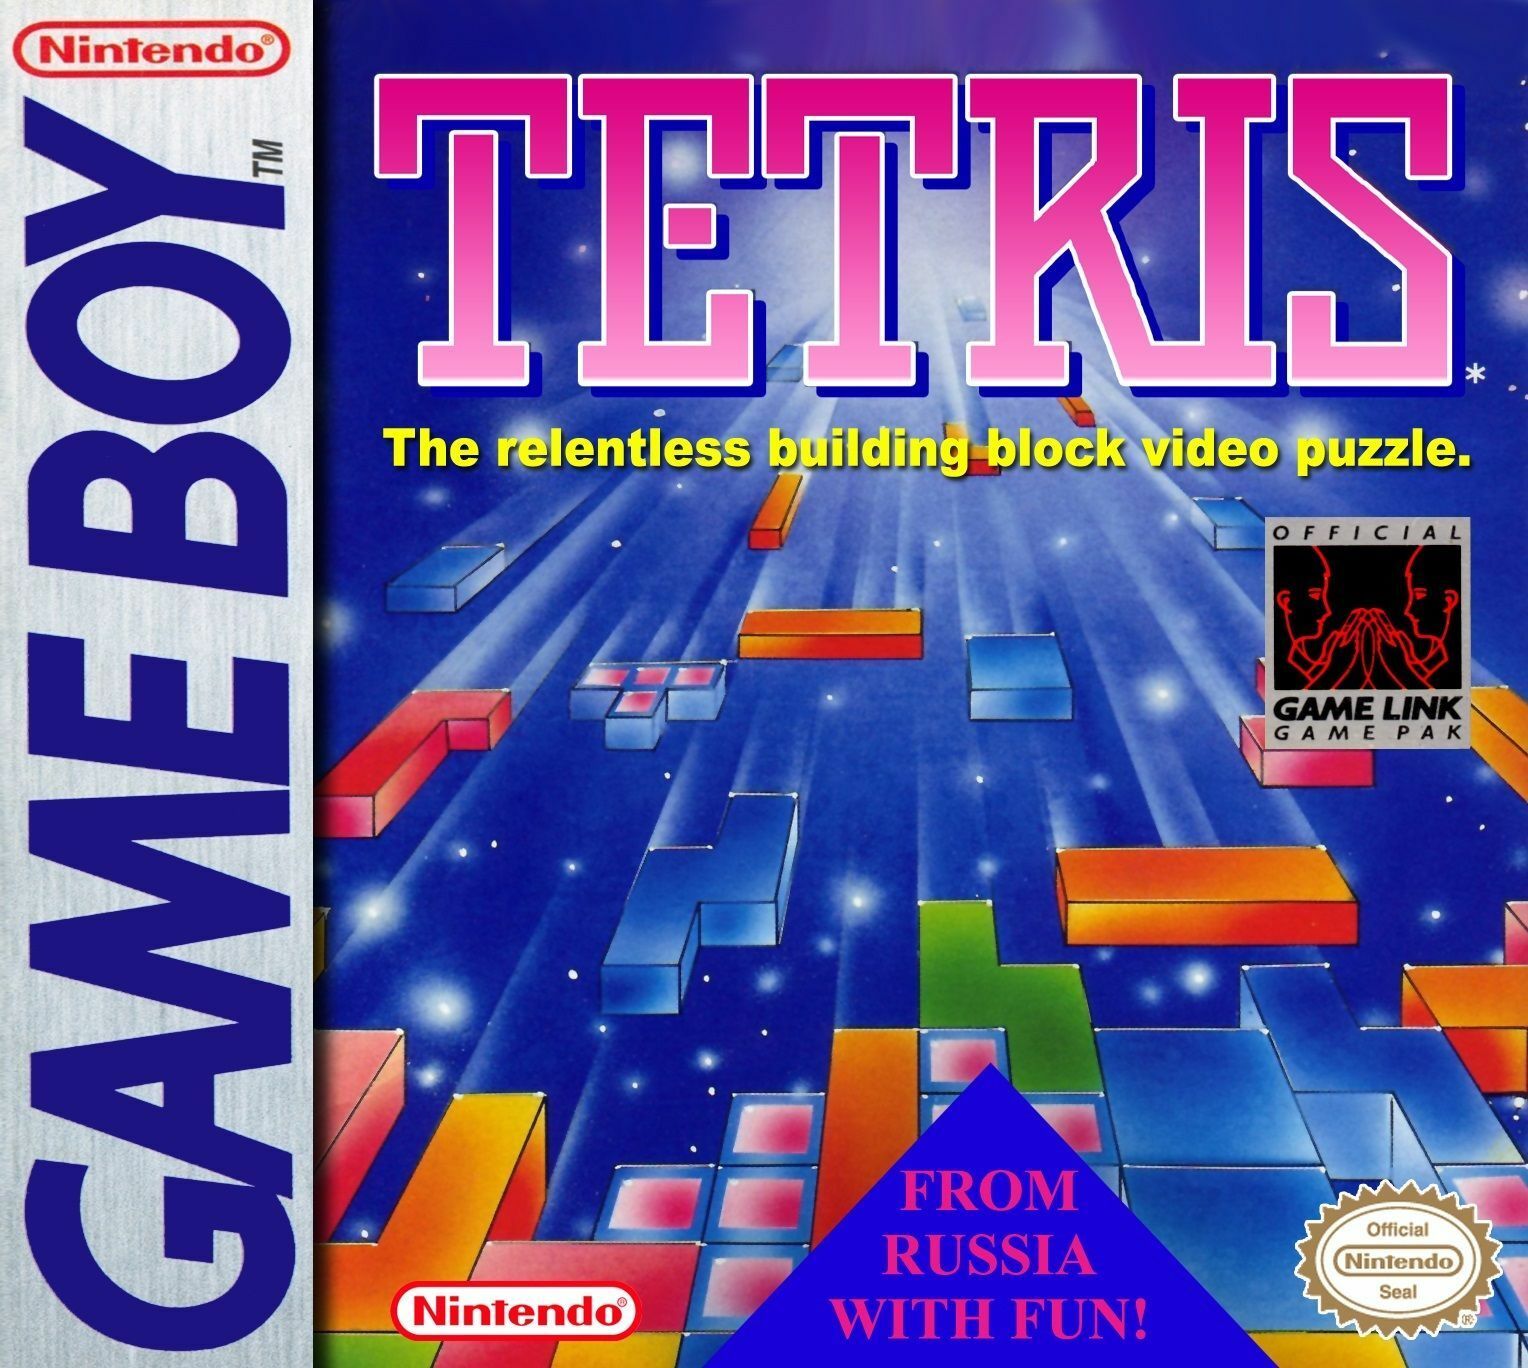 Nintendo®
GAME BOY™
TETRIS*
The relentless building block video puzzle.
OFFICIAL
GAME LINK
GAME PAK
FROM
RUSSIA
WITH FUN!
Nintendo®
Official
Nintendo
Seal
®